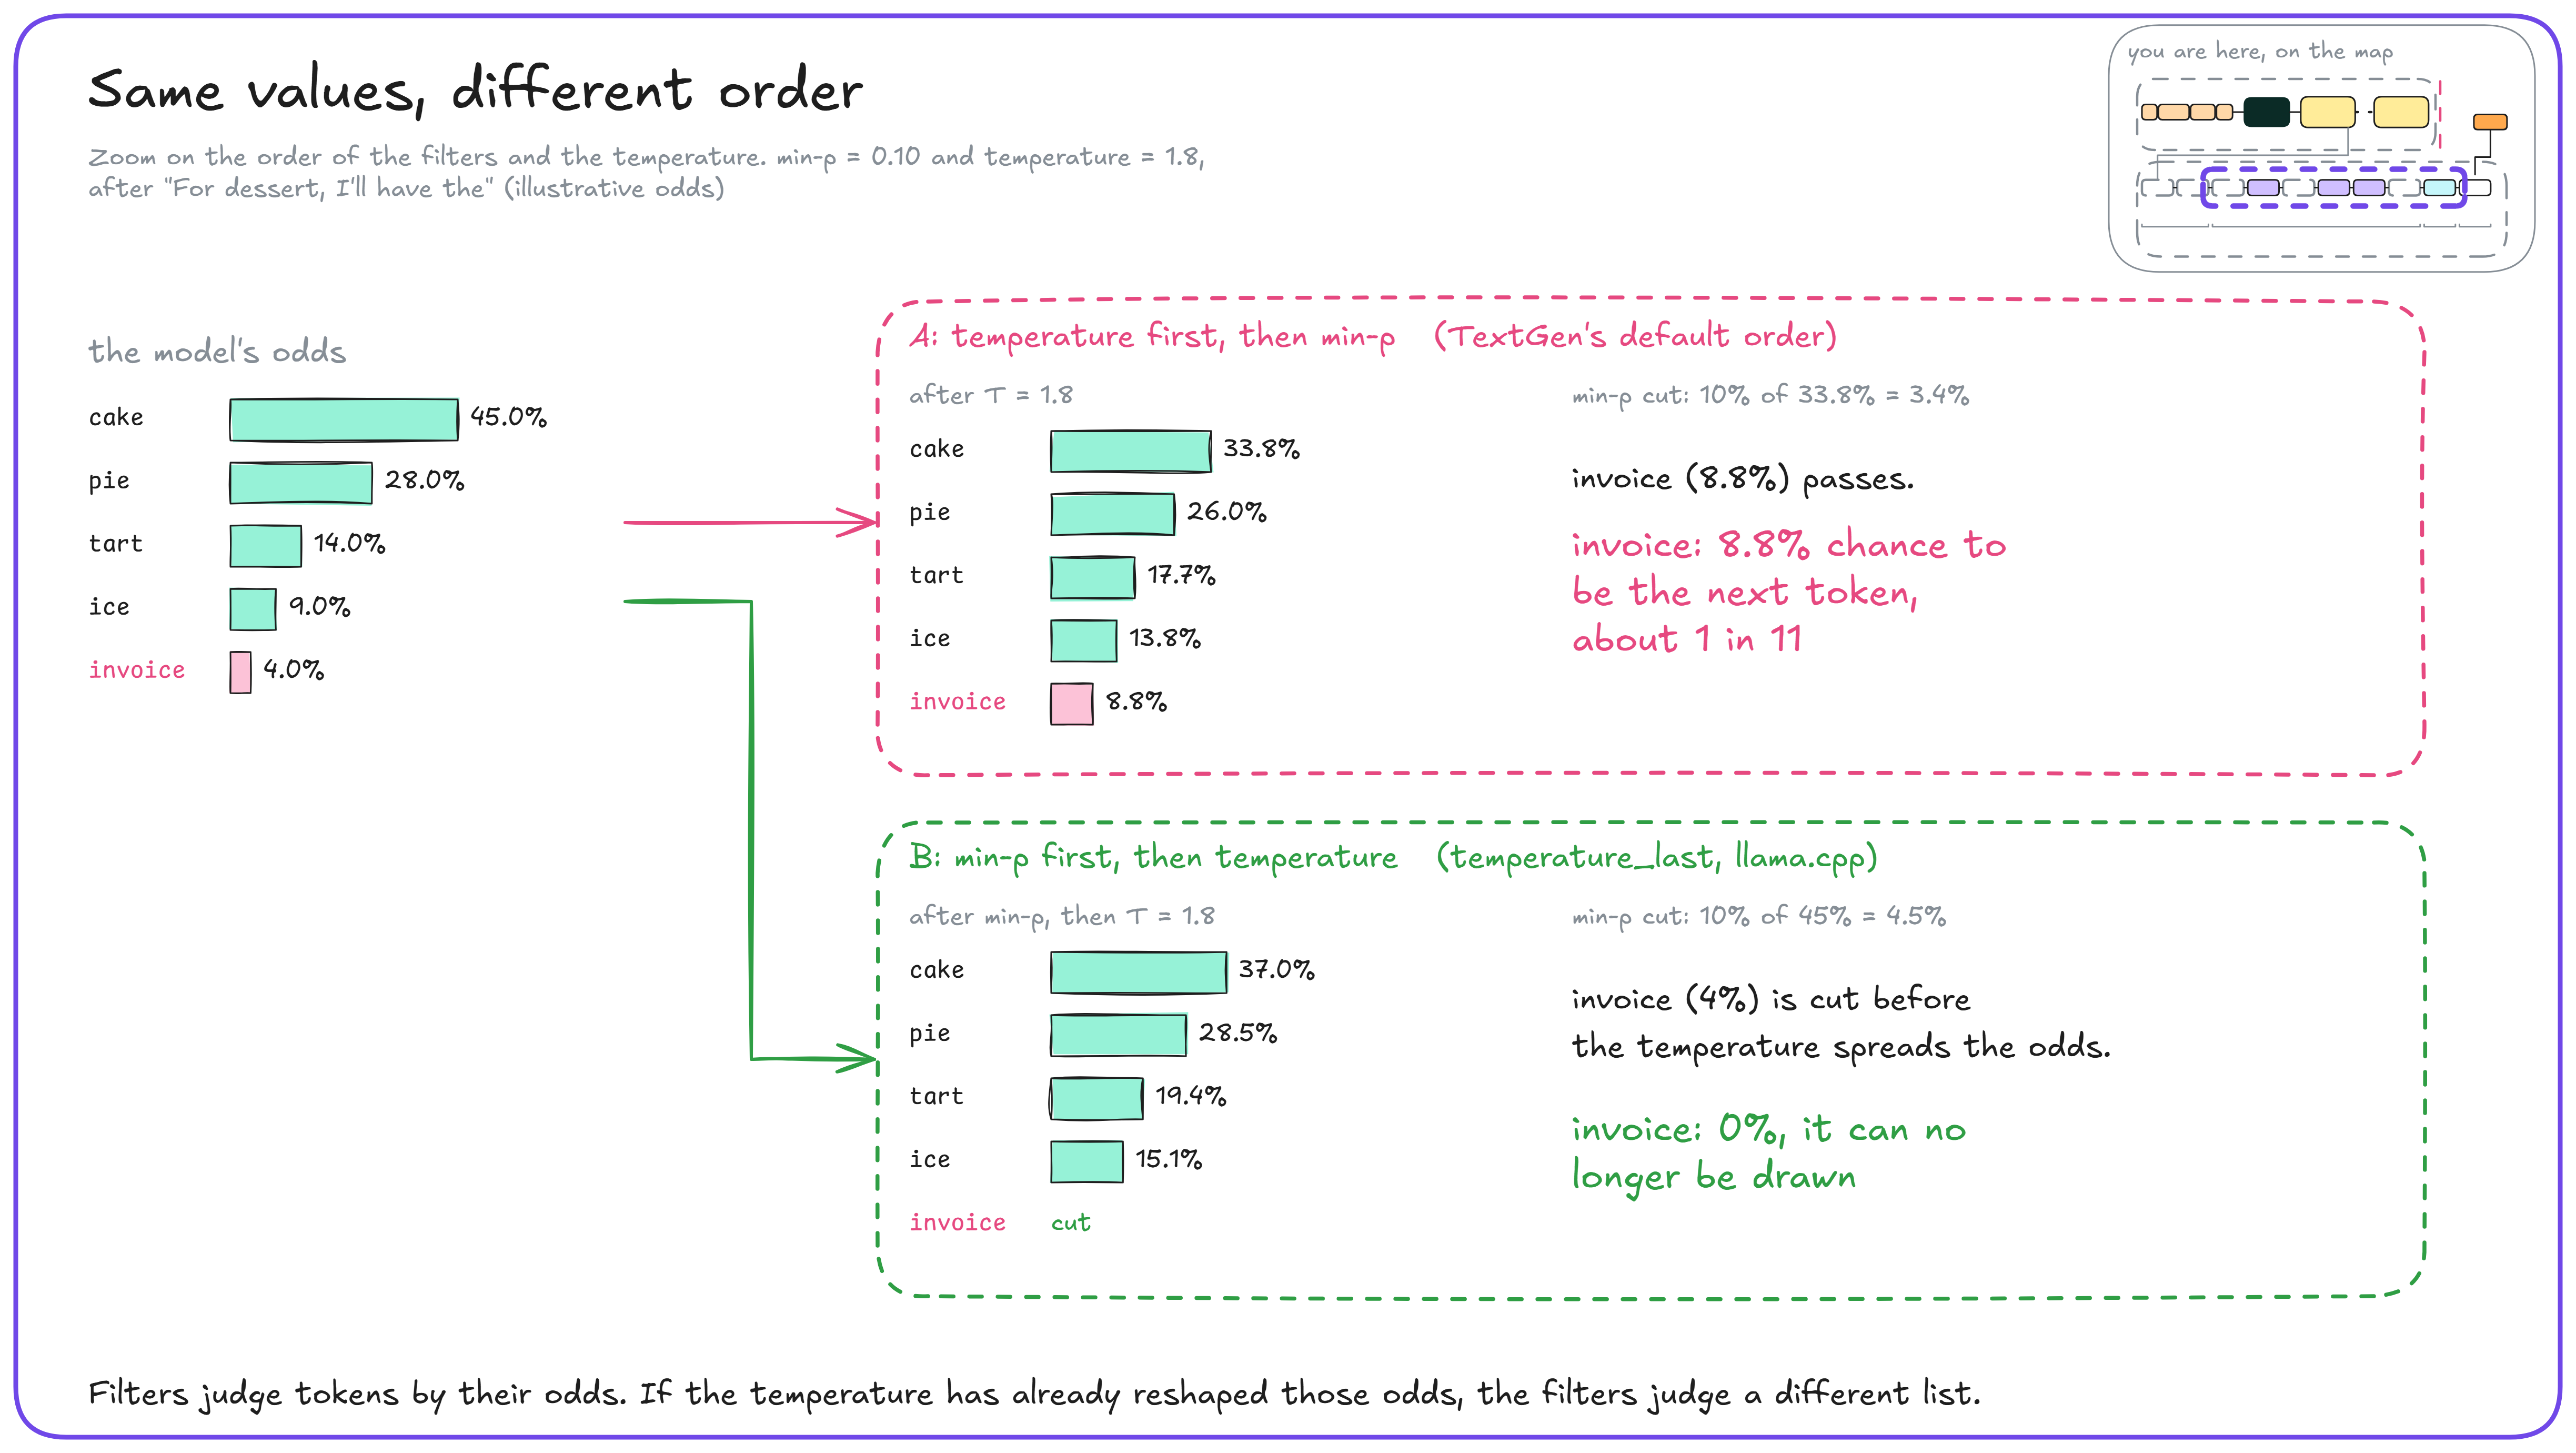 Same values, different order
Zoom on the order of the filters and the temperature. min-p = 0.10 and temperature = 1.8,
after "For dessert, I'll have the" (illustrative odds)
you are here, on the map
the model's odds
cake 45.0%
pie 28.0%
tart 14.0%
ice 9.0%
invoice 4.0%
A: temperature first, then min-p (TextGen's default order)
after T = 1.8
cake 33.8%
pie 26.0%
tart 17.7%
ice 13.8%
invoice 8.8%
min-p cut: 10% of 33.8% = 3.4%
invoice (8.8%) passes.
invoice: 8.8% chance to
be the next token,
about 1 in 11
B: min-p first, then temperature (temperature_last, llama.cpp)
after min-p, then T = 1.8
cake 37.0%
pie 28.5%
tart 19.4%
ice 15.1%
invoice cut
min-p cut: 10% of 45% = 4.5%
invoice (4%) is cut before
the temperature spreads the odds.
invoice: 0%, it can no
longer be drawn
Filters judge tokens by their odds. If the temperature has already reshaped those odds, the filters judge a different list.